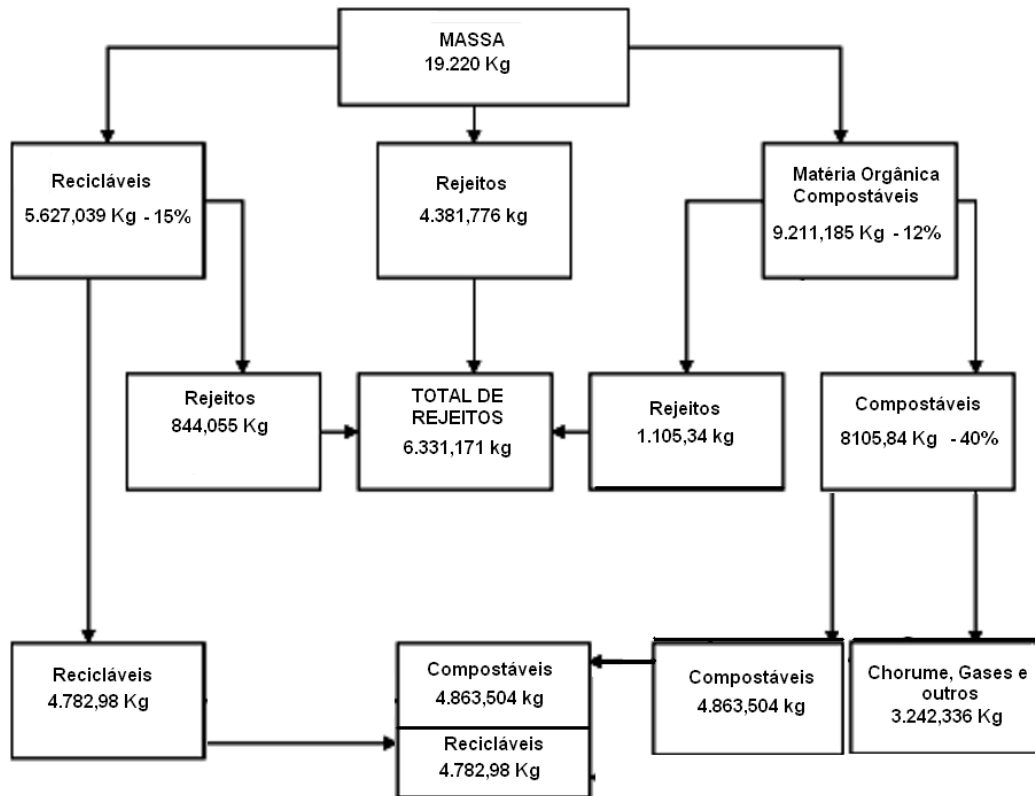 MASSA
19.220 Kg
Recicláveis
5.627,039 Kg - 15%
Rejeitos
4.381,776 kg
Matéria Orgânica
Compostáveis
9.211,185 Kg - 12%
Rejeitos
844,055 Kg
TOTAL DE
REJEITOS
6.331,171 kg
Rejeitos
1.105,34 kg
Compostáveis
8105,84 Kg - 40%
Recicláveis
4.782,98 Kg
Compostáveis
4.863,504 kg
Recicláveis
4.782,98 Kg
Compostáveis
4.863,504 kg
Chorume, Gases e
outros
3.242,336 Kg